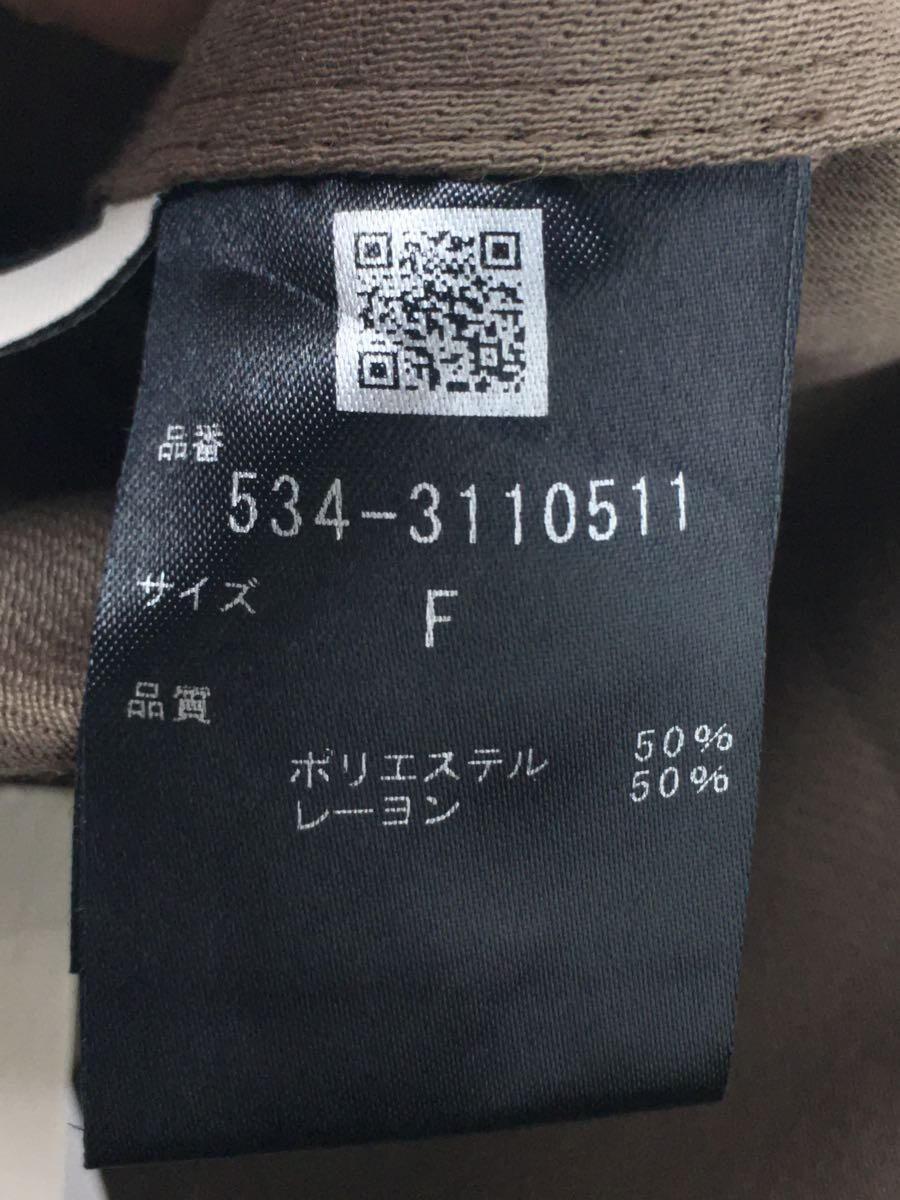 品番
534-3110511
サイズ
F
品質
ポリエステル 50%
レーヨン 50%